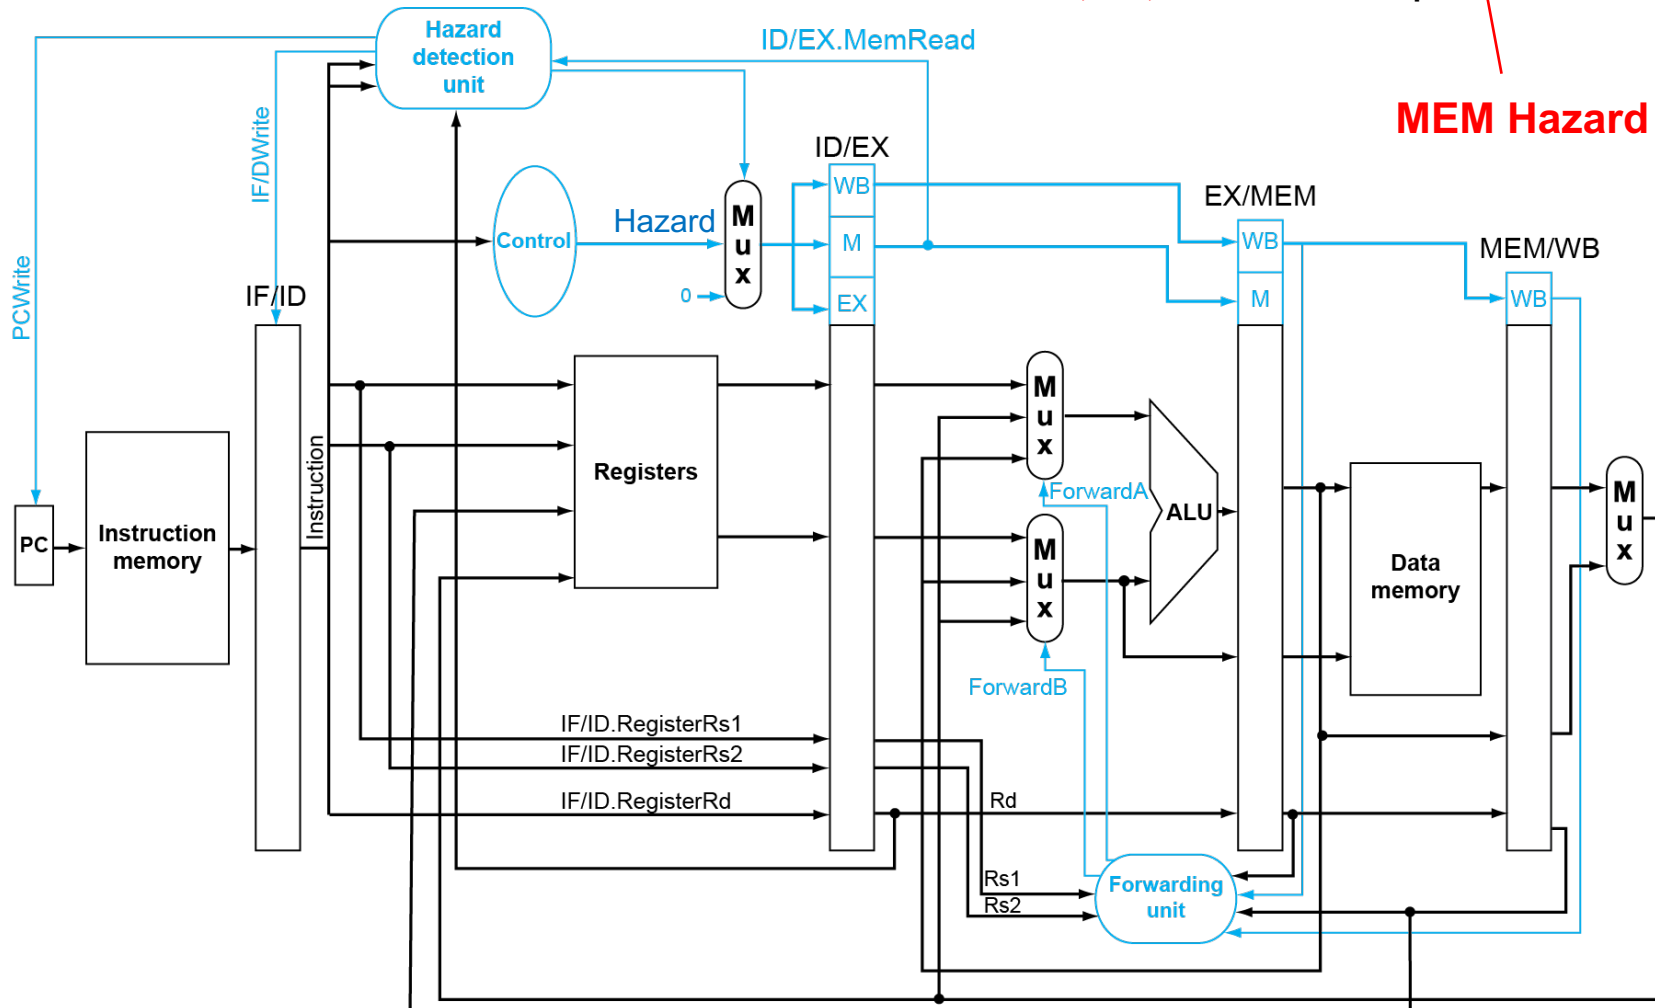 Hazard
detection
unit
ID/EX.MemRead
MEM Hazard
IF/DWrite
PCWrite
ID/EX
WB
M
EX
EX/MEM
WB
M
MEM/WB
WB
Control
Hazard
0
M
u
x
IF/ID
Instruction
PC
Instruction
memory
Registers
M
u
x
ForwardA
M
u
x
ForwardB
ALU
Data
memory
M
u
x
IF/ID.RegisterRs1
IF/ID.RegisterRs2
IF/ID.RegisterRd
Rd
Rs1
Rs2
Forwarding
unit